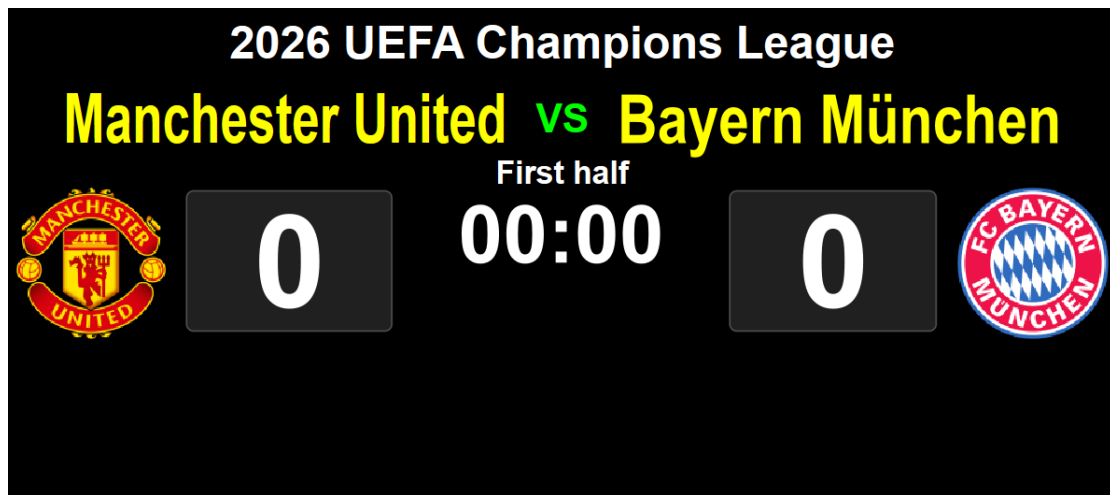 2026 UEFA Champions League
Manchester United VS Bayern München
First half
MANCHESTER
UNITED
0
00:00
0
FC BAYERN
MÜNCHEN